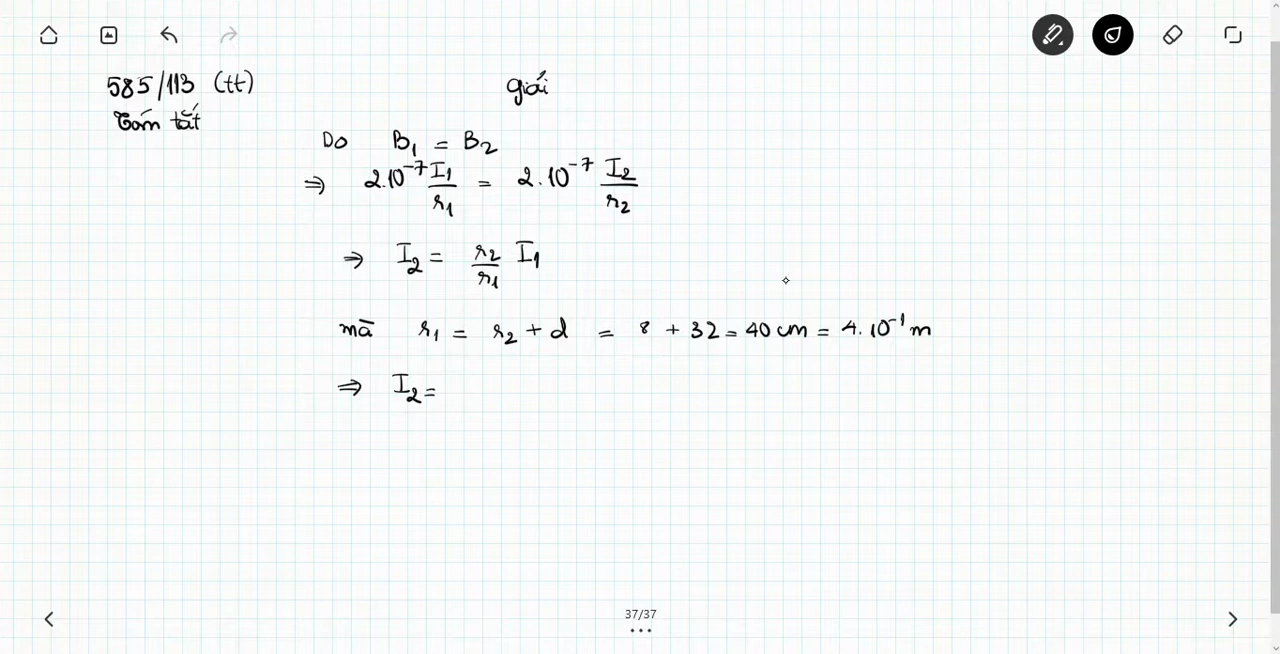 585/113 (tt)
giải
Tóm tắt
Do B₁ = B₂
⇒ 2.10⁻⁷ I₁/r₁ = 2.10⁻⁷ I₂/r₂
⇒ I₂ = r₂/r₁ I₁
mà r₁ = r₂ + d = 8 + 32 = 40 cm = 4.10⁻¹ m
⇒ I₂ =
37/37